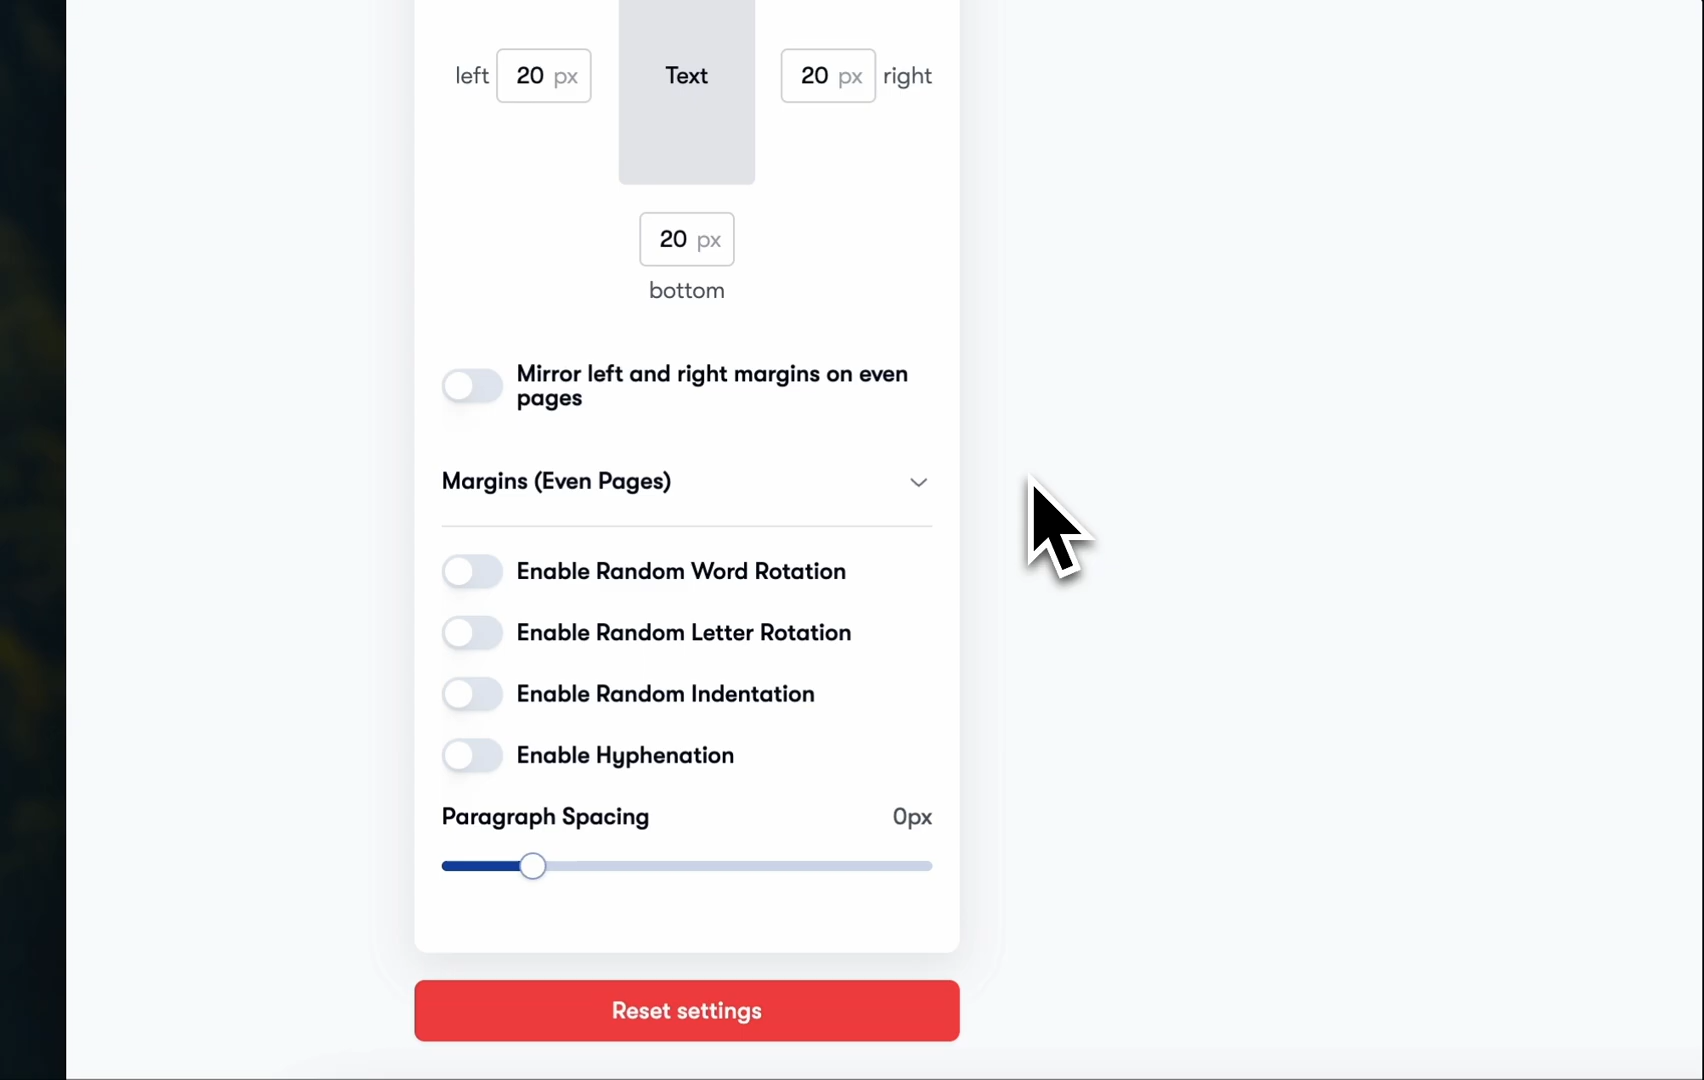 left 20 px Text 20 px right
20 px
bottom
Mirror left and right margins on even
pages
Margins (Even Pages)
Enable Random Word Rotation
Enable Random Letter Rotation
Enable Random Indentation
Enable Hyphenation
Paragraph Spacing 0px
Reset settings